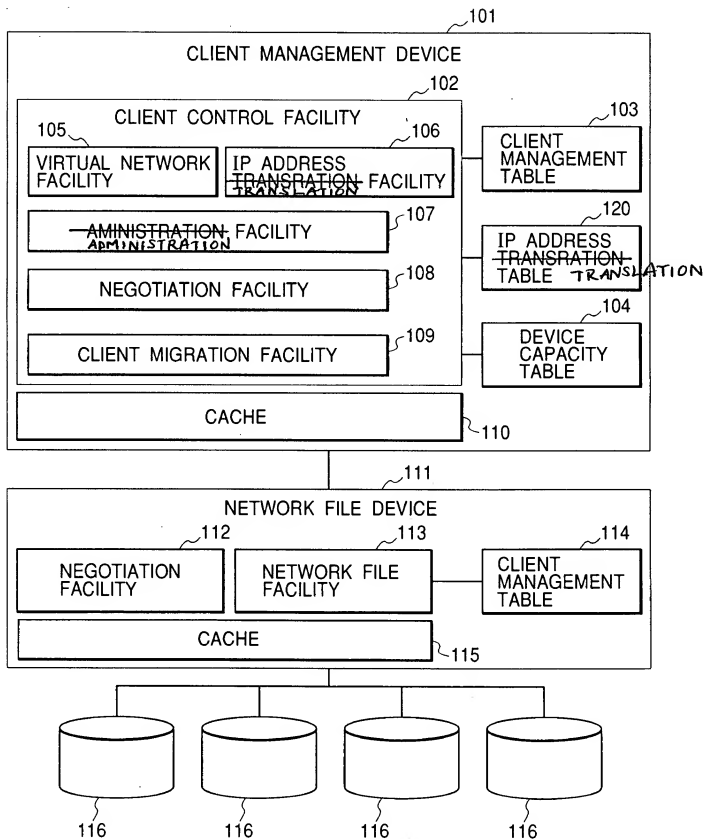 101
CLIENT MANAGEMENT DEVICE
102
CLIENT CONTROL FACILITY
105
VIRTUAL NETWORK
FACILITY
106
IP ADDRESS
TRANSRATION FACILITY
TRANSLATION
103
CLIENT
MANAGEMENT
TABLE
107
AMINISTRATION FACILITY
ADMINISTRATION
120
IP ADDRESS
TRANSRATION
TABLE TRANSLATION
108
NEGOTIATION FACILITY
109
CLIENT MIGRATION FACILITY
104
DEVICE
CAPACITY
TABLE
CACHE
110
111
NETWORK FILE DEVICE
112
NEGOTIATION
FACILITY
113
NETWORK FILE
FACILITY
114
CLIENT
MANAGEMENT
TABLE
CACHE
115
116
116
116
116